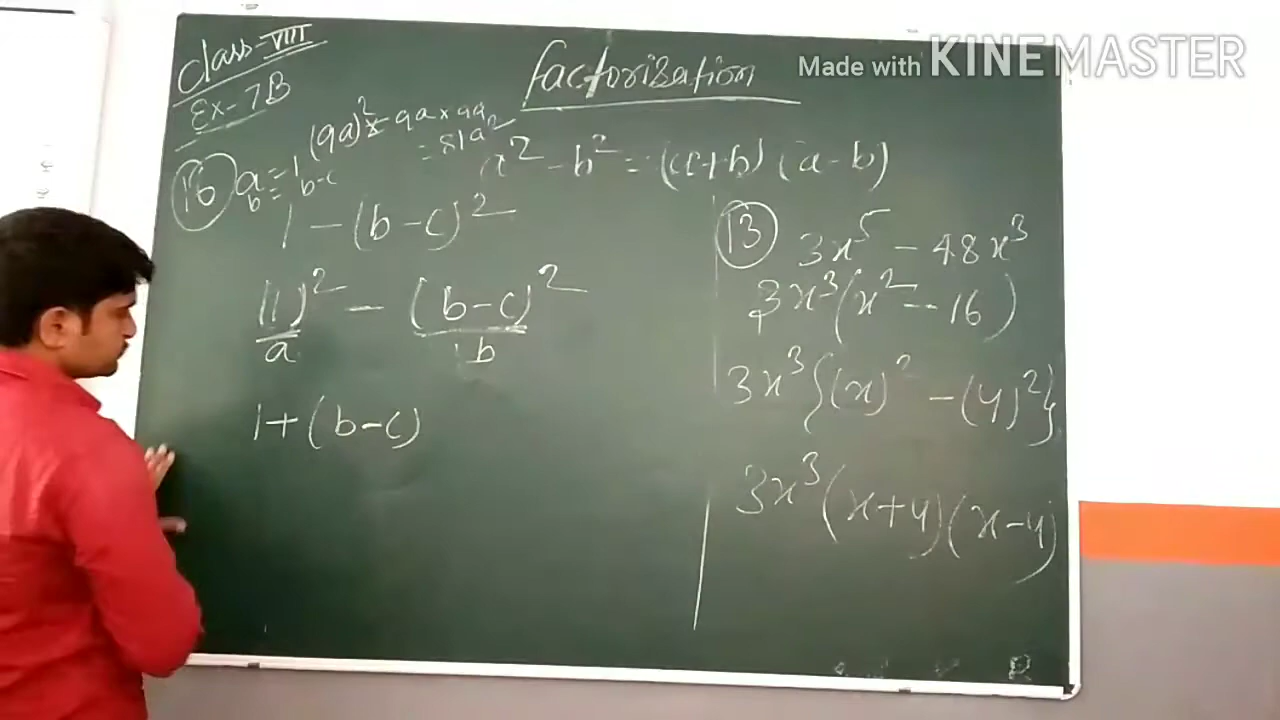 Class-VIII
Ex-7B
Factorisation
Made with KINEMASTER
(9a)² = 9a × 9a
= 81a²
a² - b² = (a+b) (a-b)
16 a = 1
b = b-c
1 - (b-c)²
(1)² - (b-c)²
a b
1+(b-c)
13 3x⁵ - 48x³
3x³(x² - 16)
3x³{(x)² - (4)²}
3x³(x+4)(x-4)